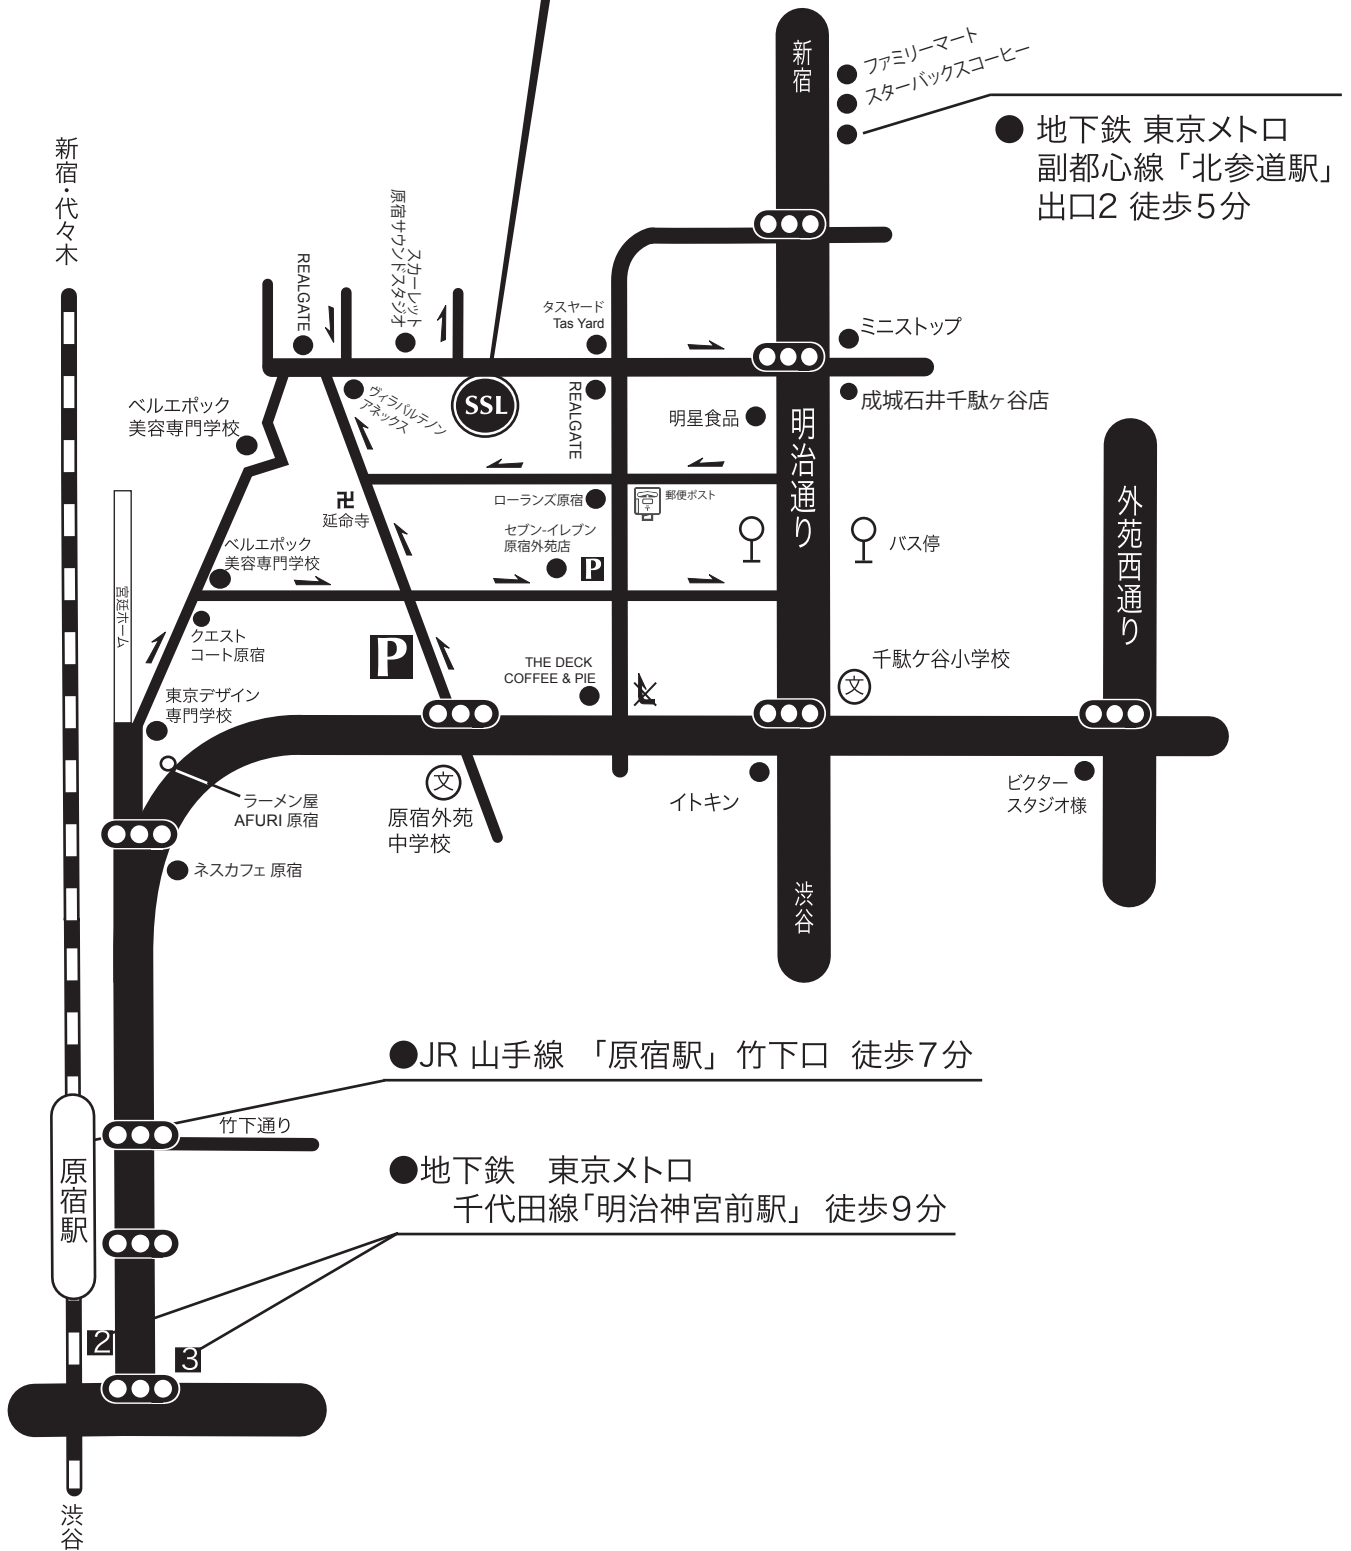 新宿
ファミリーマート
スターバックスコーヒー
● 地下鉄 東京メトロ
副都心線「北参道駅」
出口2 徒歩5分
新宿・代々木
REALGATE
原宿サウンドスタジオ
スカーレット
タスヤード
Tas Yard
ミニストップ
ベルエポック
美容専門学校
ヴィラパルテノン
アネックス
SSL
REALGATE
明星食品
成城石井千駄ヶ谷店
明治通り
外苑西通り
卍
延命寺
ローランズ原宿
郵便ポスト
セブン-イレブン
原宿外苑店
P
バス停
ベルエポック
美容専門学校
宮廷ホーム
クエスト
コート原宿
P
THE DECK
COFFEE & PIE
千駄ケ谷小学校
文
東京デザイン
専門学校
ラーメン屋
AFURI 原宿
文
原宿外苑
中学校
イトキン
ビクター
スタジオ様
ネスカフェ 原宿
渋谷
●JR 山手線 「原宿駅」竹下口 徒歩7分
竹下通り
原宿駅
●地下鉄 東京メトロ
千代田線「明治神宮前駅」 徒歩9分
2
3
渋谷